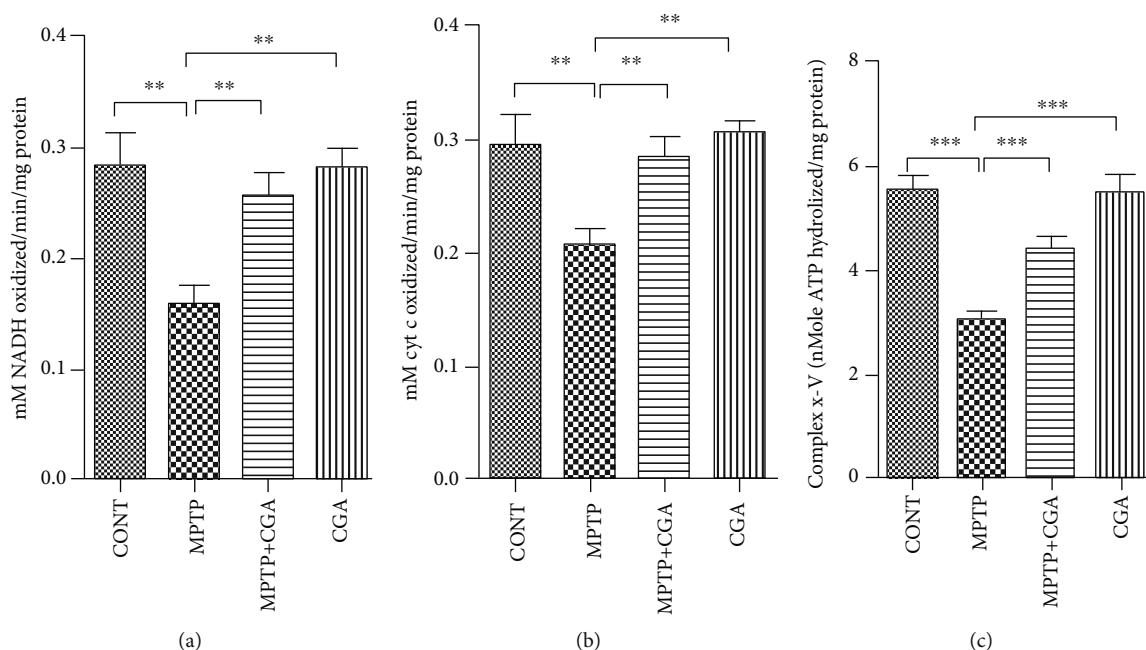 mM NADH oxidized/min/mg protein
0.4
0.3
0.2
0.1
0.0
**
**
**
CONT
MPTP
MPTP+CGA
CGA
(a)
mM cyt c oxidized/min/mg protein
0.4
0.3
0.2
0.1
0.0
**
**
**
CONT
MPTP
MPTP+CGA
CGA
(b)
Complex x-V (nMole ATP hydrolized/mg protein)
8
6
4
2
0
***
***
***
CONT
MPTP
MPTP+CGA
CGA
(c)